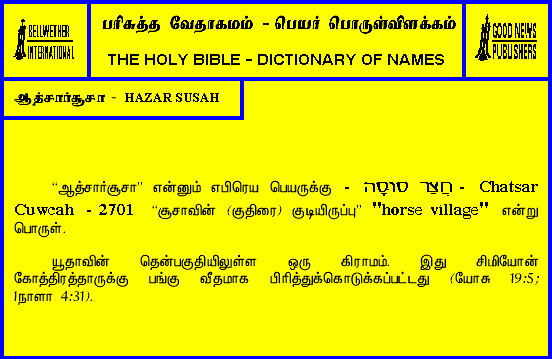 BELLWETHER
INTERNATIONAL
பரிசுத்த வேதாகமம் - பெயர் பொருள்விளக்கம்
THE HOLY BIBLE - DICTIONARY OF NAMES
GOOD NEWS
PUBLISHERS
ஆத்சார்சூசா - HAZAR SUSAH
“ஆத்சார்சூசா” என்னும் எபிரெய பெயருக்கு - חֲצַר סוּסָה - Chatsar
Cuwcah - 2701 “சூசாவின் (குதிரை) குடியிருப்பு” "horse village" என்று
பொருள்.
யூதாவின் தென்பகுதியிலுள்ள ஒரு கிராமம். இது சிமியோன்
கோத்திரத்தாருக்கு பங்கு வீதமாக பிரித்துக்கொடுக்கப்பட்டது (யோசு 19:5;
1நாளா 4:31).